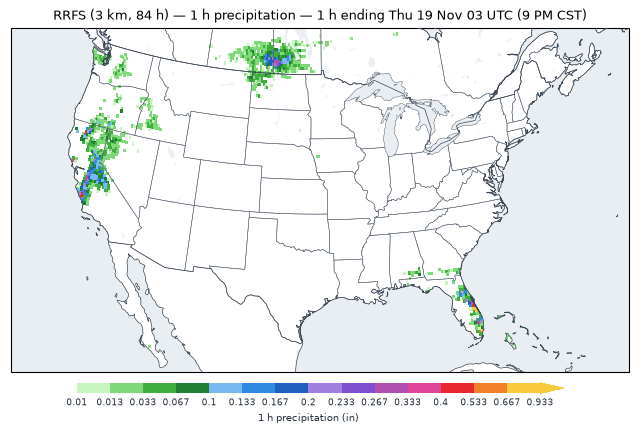 RRFS (3 km, 84 h) — 1 h precipitation — 1 h ending Thu 19 Nov 03 UTC (9 PM CST)
0.01 0.013 0.033 0.067 0.1 0.133 0.167 0.2 0.233 0.267 0.333 0.4 0.533 0.667 0.933
1 h precipitation (in)